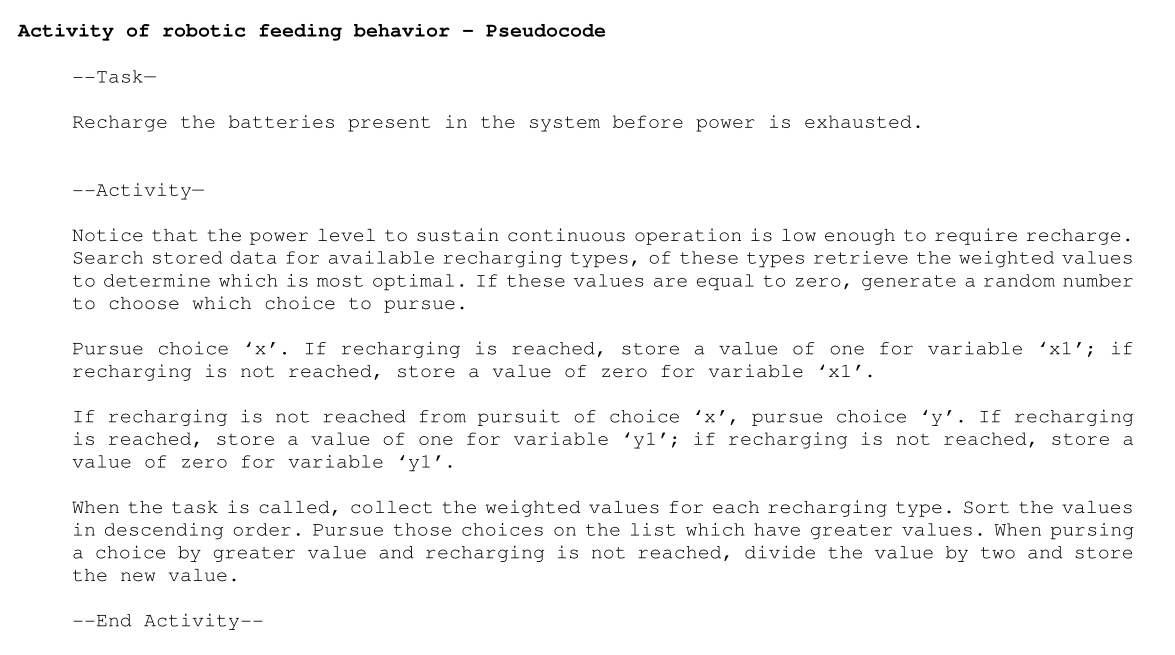 Activity of robotic feeding behavior – Pseudocode
--Task—
Recharge the batteries present in the system before power is exhausted.
--Activity—
Notice that the power level to sustain continuous operation is low enough to require recharge.
Search stored data for available recharging types, of these types retrieve the weighted values
to determine which is most optimal. If these values are equal to zero, generate a random number
to choose which choice to pursue.
Pursue choice ‘x’. If recharging is reached, store a value of one for variable ‘x1’; if
recharging is not reached, store a value of zero for variable ‘x1’.
If recharging is not reached from pursuit of choice ‘x’, pursue choice ‘y’. If recharging
is reached, store a value of one for variable ‘y1’; if recharging is not reached, store a
value of zero for variable ‘y1’.
When the task is called, collect the weighted values for each recharging type. Sort the values
in descending order. Pursue those choices on the list which have greater values. When pursing
a choice by greater value and recharging is not reached, divide the value by two and store
the new value.
--End Activity--